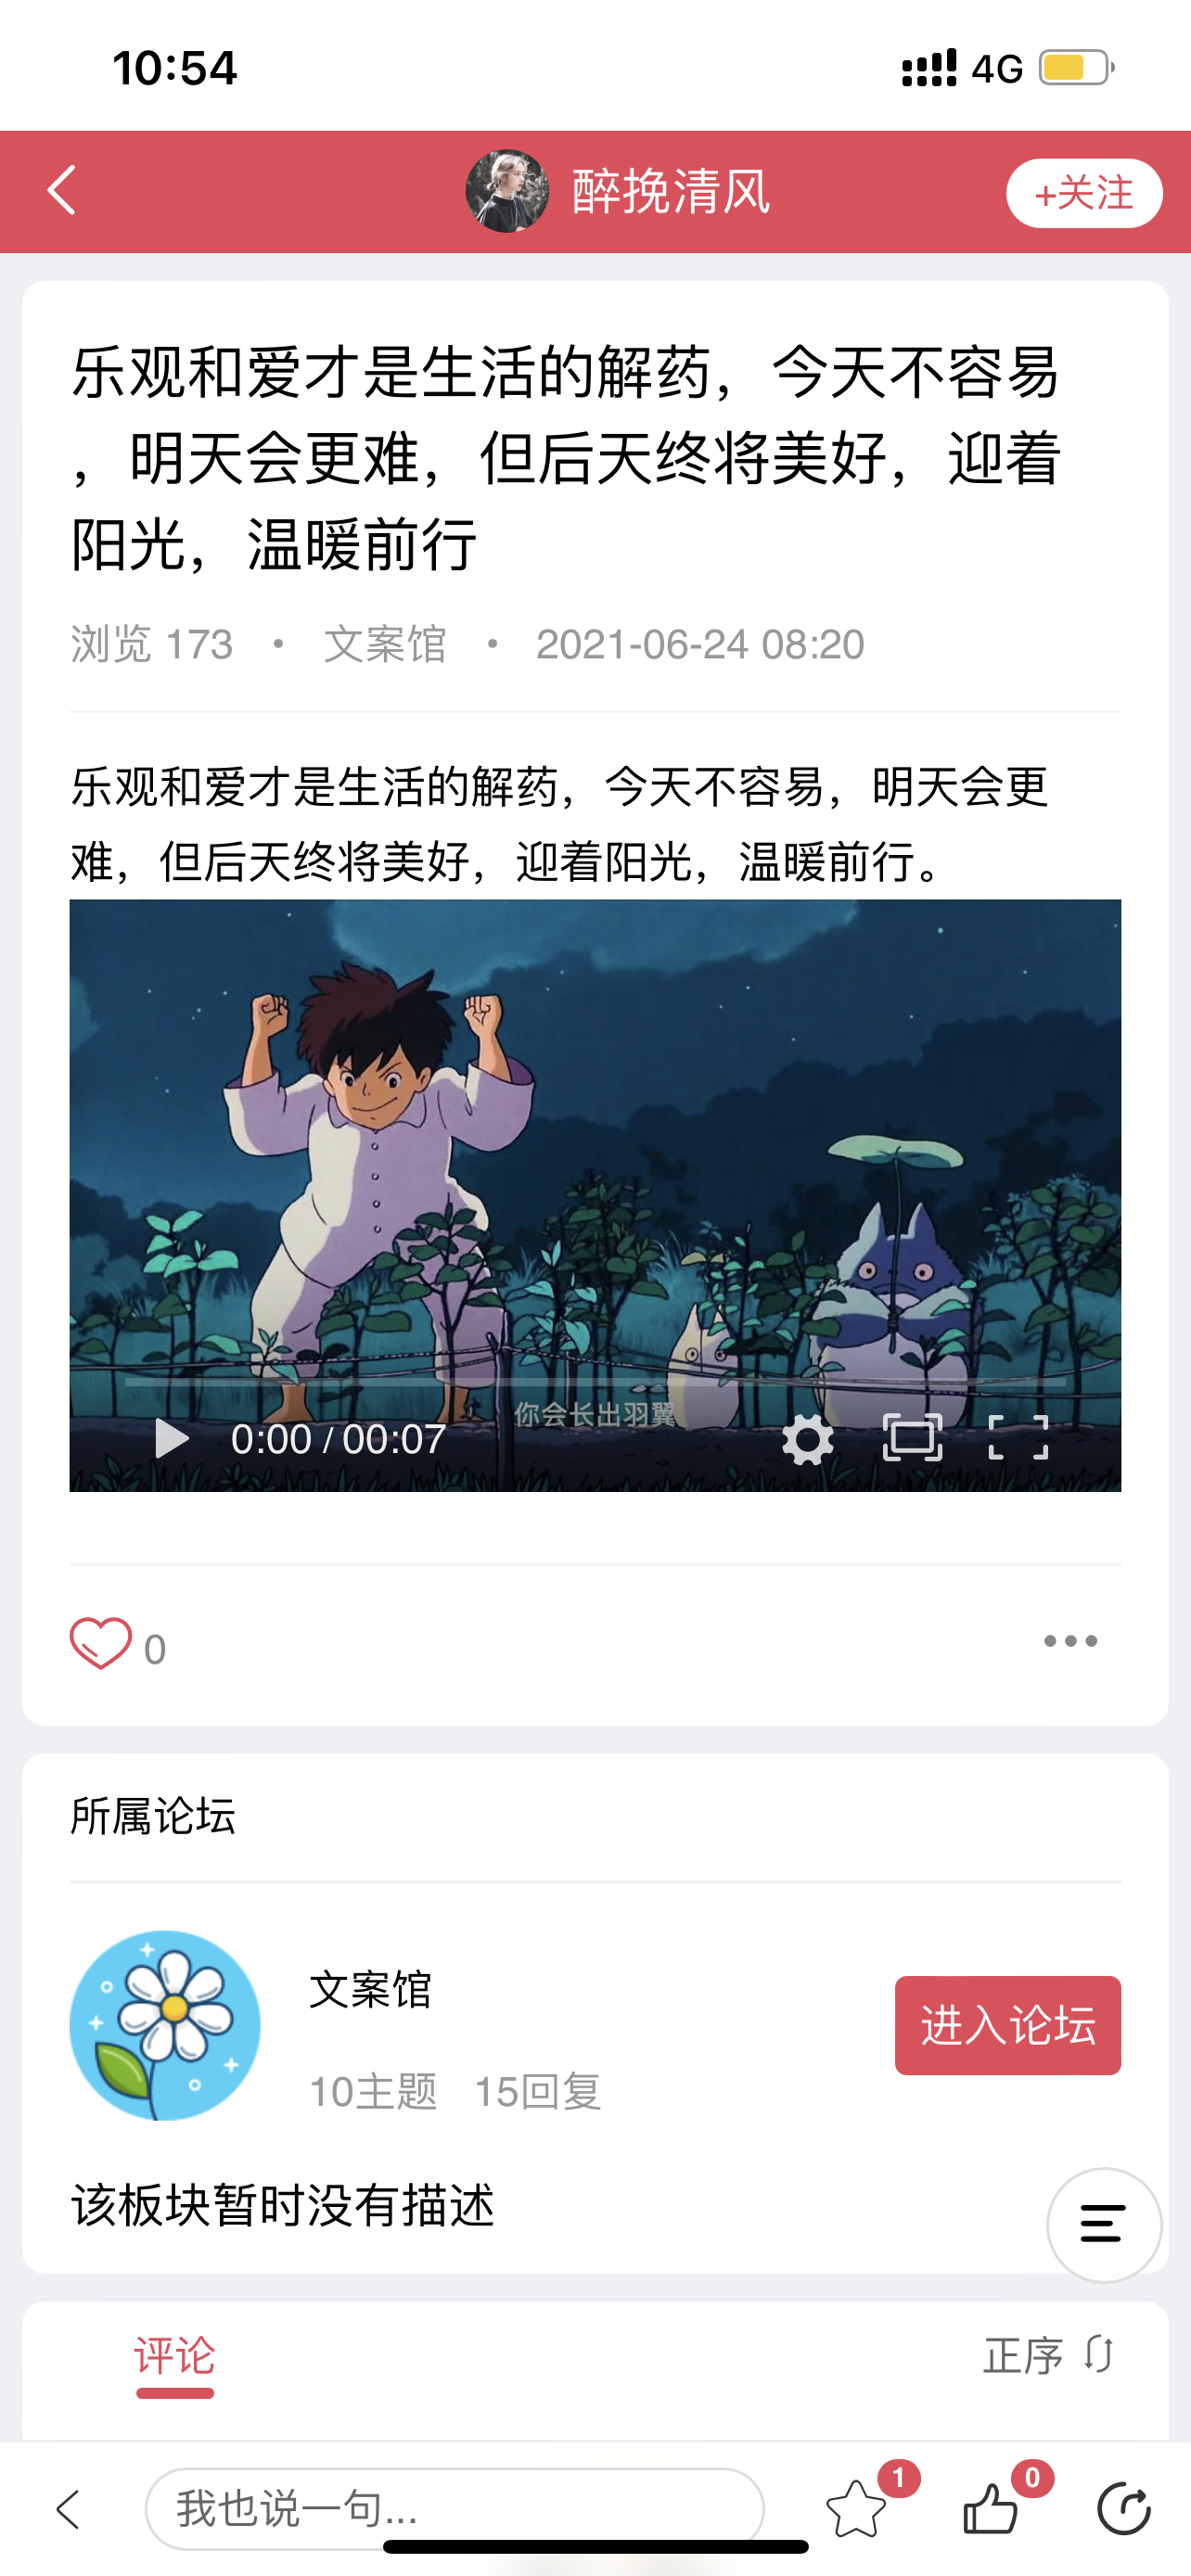 10:54
4G
醉挽清风
+关注
乐观和爱才是生活的解药，今天不容易
，明天会更难，但后天终将美好，迎着
阳光，温暖前行
浏览 173 • 文案馆 • 2021-06-24 08:20
乐观和爱才是生活的解药，今天不容易，明天会更
难，但后天终将美好，迎着阳光，温暖前行。
你会长出羽翼
0:00 / 00:07
0
所属论坛
文案馆
进入论坛
10主题 15回复
该板块暂时没有描述
评论
正序
我也说一句...
1
0